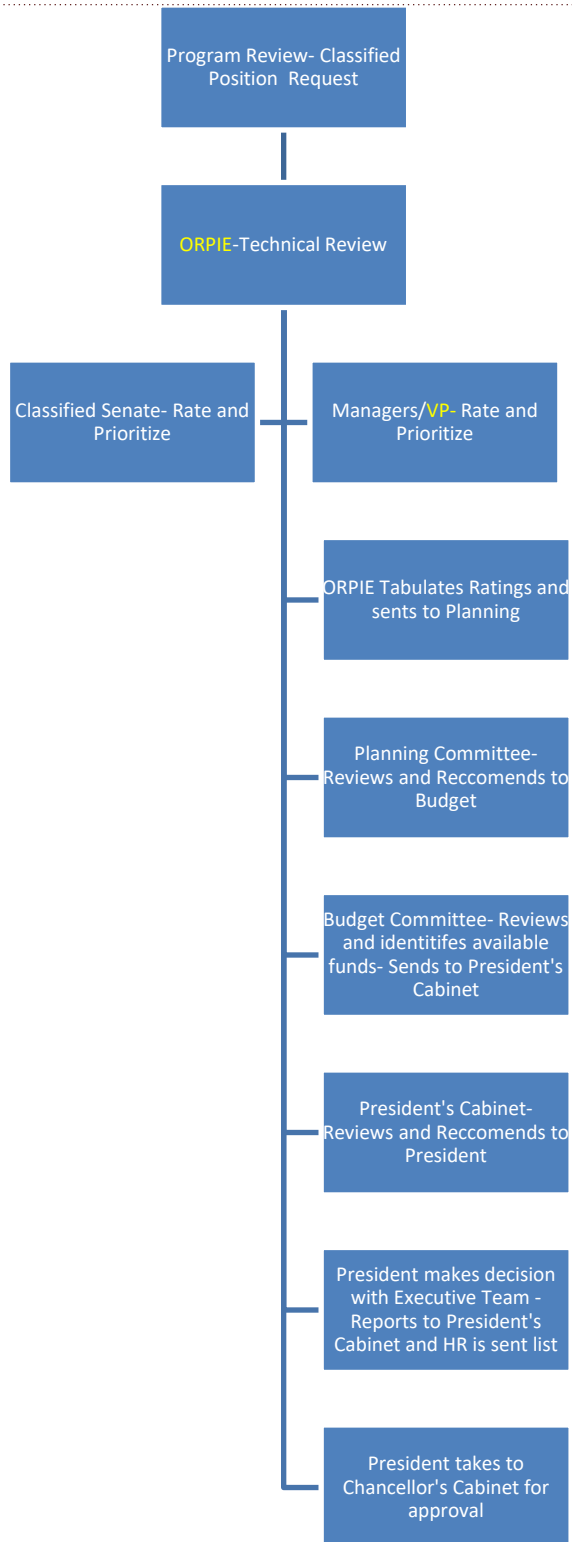 Program Review- Classified
Position  Request
ORPIE-Technical Review
Classified Senate- Rate and
Prioritize
Managers/VP- Rate and
Prioritize
ORPIE Tabulates Ratings and
sents to Planning
Planning Committee-
Reviews and Reccomends to
Budget
Budget Committee- Reviews
and identitifes available
funds- Sends to President's
Cabinet
President's Cabinet-
Reviews and Reccomends to
President
President makes decision
with Executive Team -
Reports to President's
Cabinet and HR is sent list
President takes to
Chancellor's Cabinet for
approval